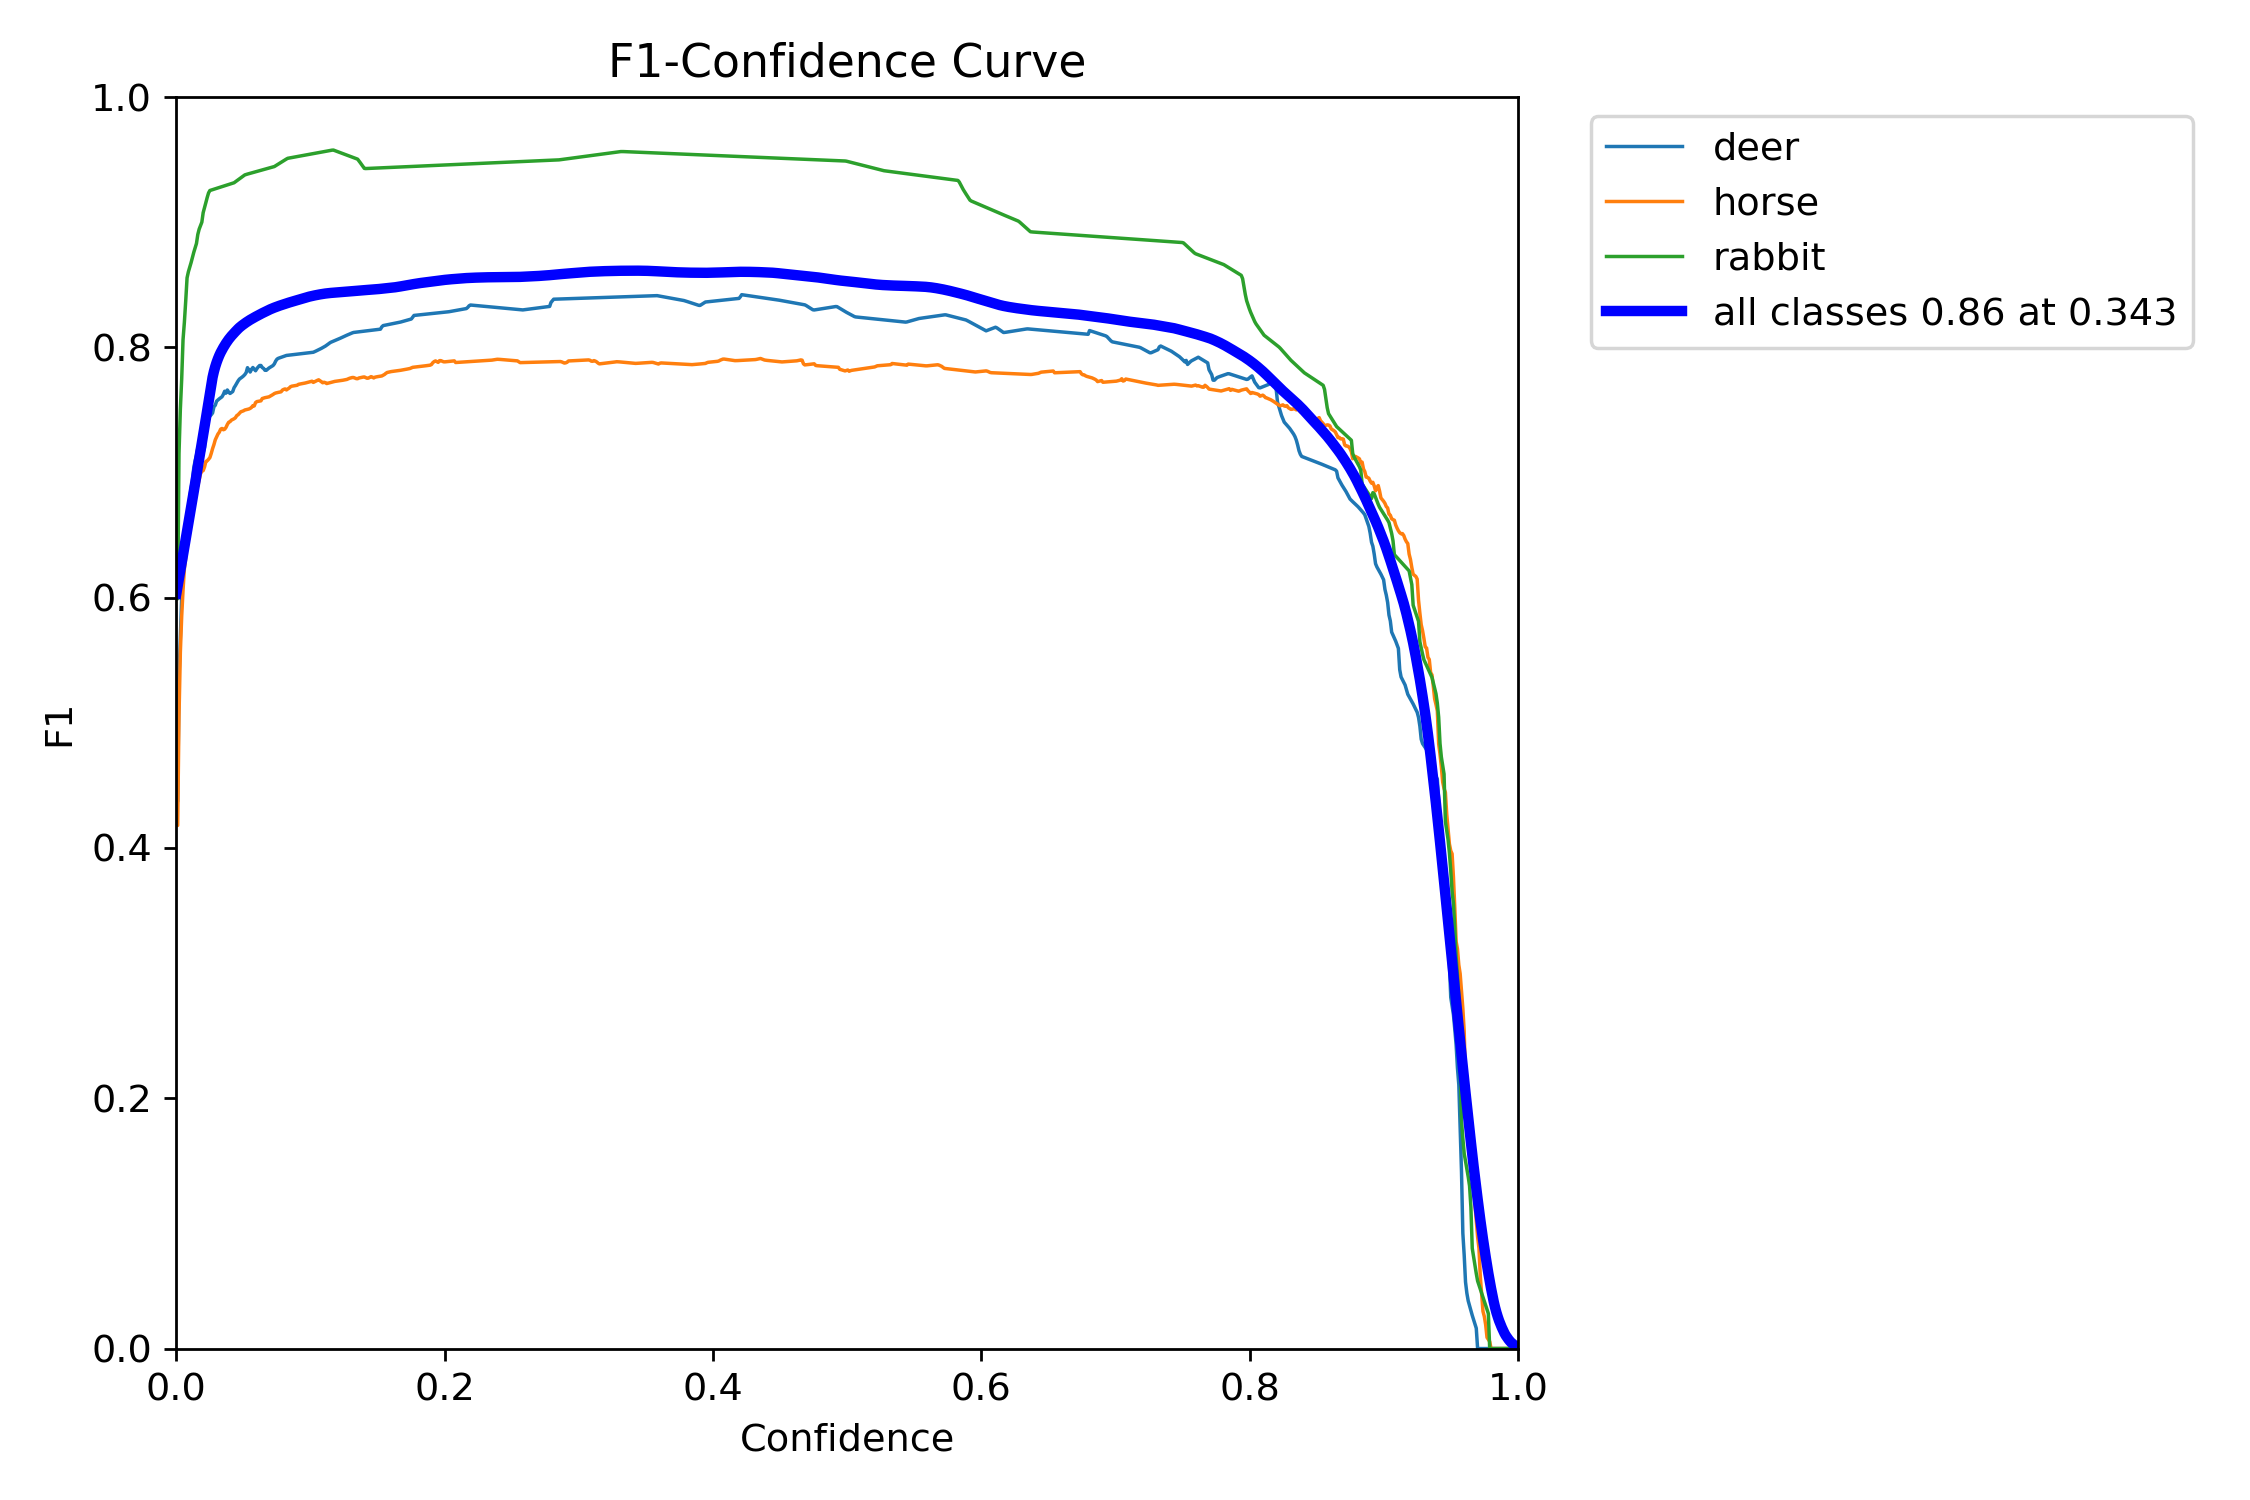 F1-Confidence Curve
1.0
0.8
0.6
0.4
0.2
0.0
F1
0.0 0.2 0.4 0.6 0.8 1.0
Confidence
deer
horse
rabbit
all classes 0.86 at 0.343